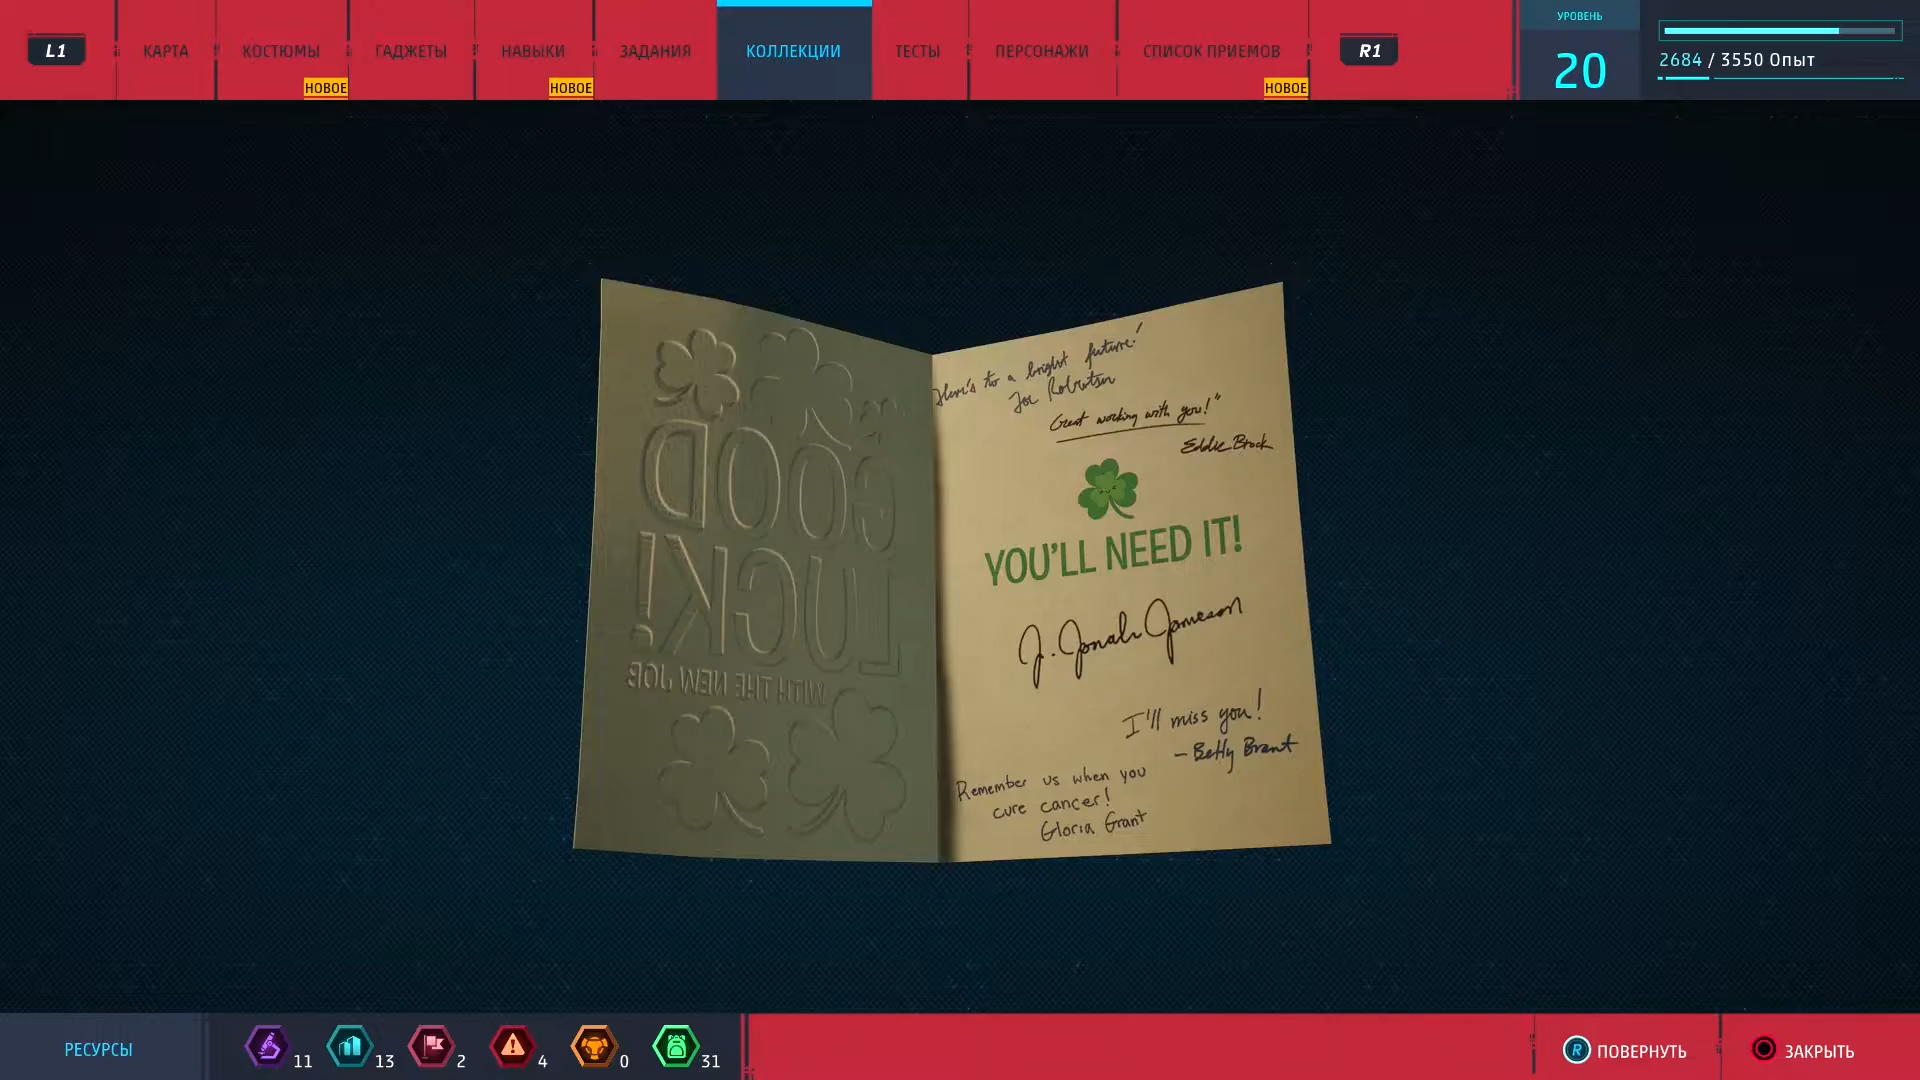 L1
КАРТА
КОСТЮМЫ
НОВОЕ
ГАДЖЕТЫ
НАВЫКИ
НОВОЕ
ЗАДАНИЯ
КОЛЛЕКЦИИ
ТЕСТЫ
ПЕРСОНАЖИ
СПИСОК ПРИЕМОВ
НОВОЕ
R1
УРОВЕНЬ
20
2684 / 3550 Опыт
GOOD
LUCK!
WITH THE NEW JOB
Here's to a bright future!
Joe Robertson
Great working with you!"
Eddie Brock
YOU'LL NEED IT!
J. Jonah Jameson
I'll miss you!
- Betty Brant
Remember us when you
cure cancer!
Gloria Grant
РЕСУРСЫ
11
13
2
4
0
31
R ПОВЕРНУТЬ
ЗАКРЫТЬ